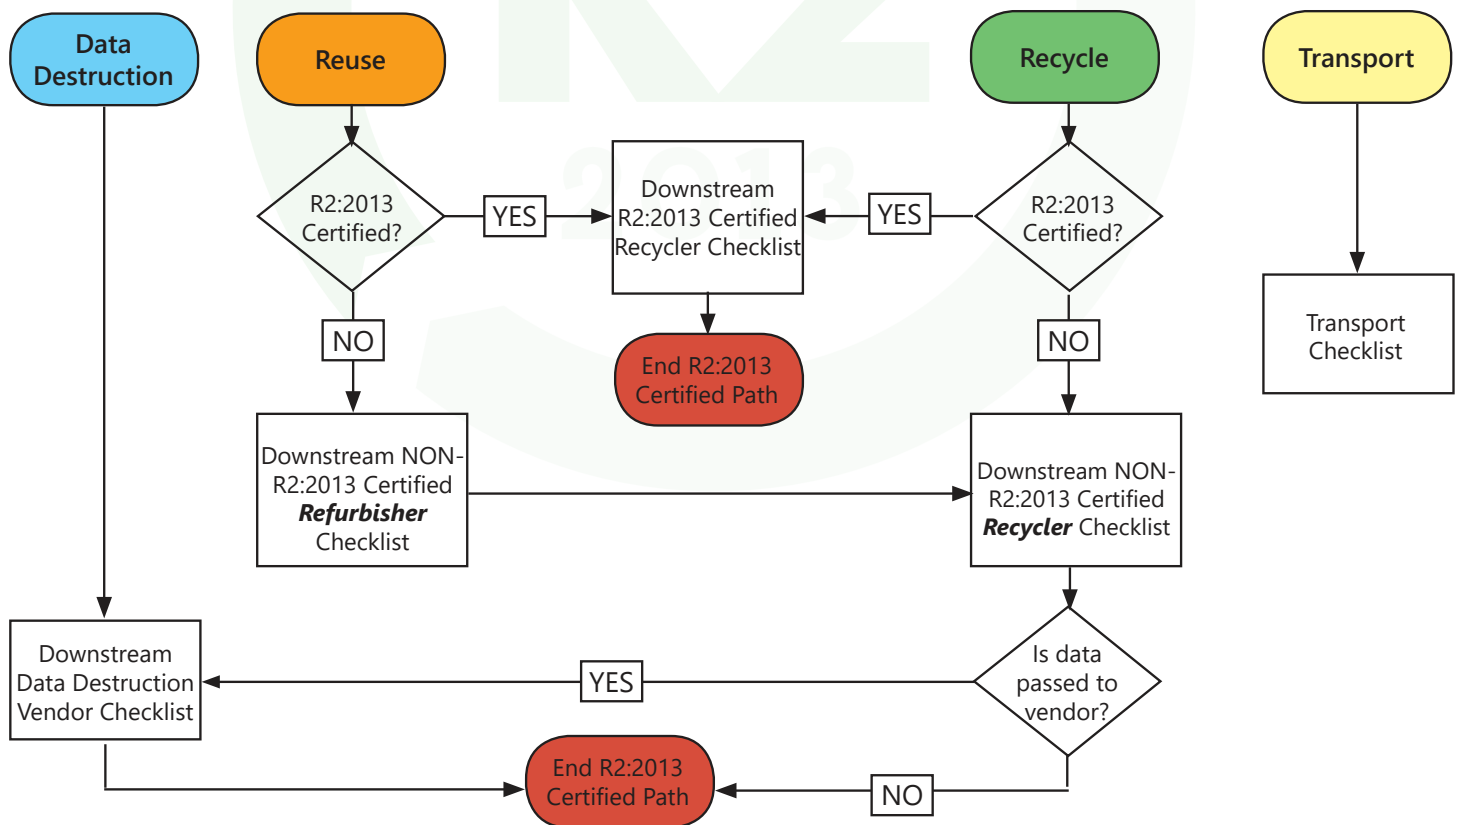 Data
Destruction
Reuse
Recycle
Transport
R2:2013
Certified?
YES
Downstream
R2:2013 Certified
Recycler Checklist
YES
R2:2013
Certified?
NO
End R2:2013
Certified Path
NO
Transport
Checklist
Downstream NON-
R2:2013 Certified
Refurbisher
Checklist
Downstream NON-
R2:2013 Certified
Recycler Checklist
Downstream
Data Destruction
Vendor Checklist
YES
Is data
passed to
vendor?
End R2:2013
Certified Path
NO
R2
2013